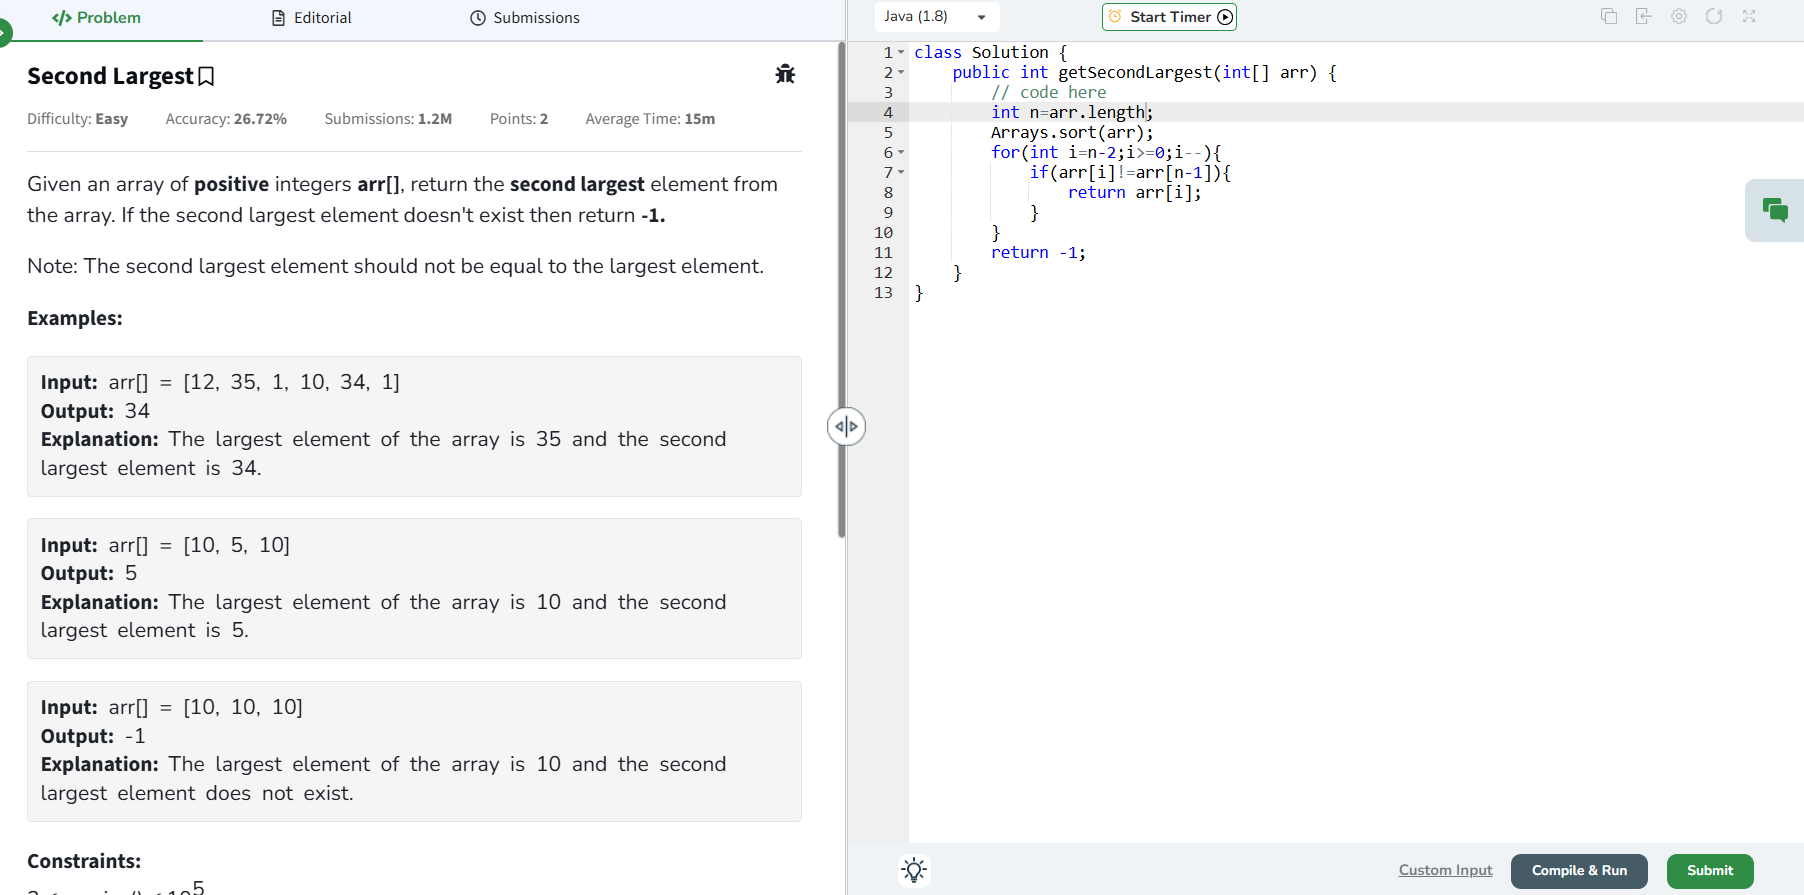 Problem
Editorial
Submissions
Second Largest
Difficulty: Easy Accuracy: 26.72% Submissions: 1.2M Points: 2 Average Time: 15m
Given an array of positive integers arr[], return the second largest element from
the array. If the second largest element doesn't exist then return -1.
Note: The second largest element should not be equal to the largest element.
Examples:
Input: arr[] = [12, 35, 1, 10, 34, 1]
Output: 34
Explanation: The largest element of the array is 35 and the second
largest element is 34.
Input: arr[] = [10, 5, 10]
Output: 5
Explanation: The largest element of the array is 10 and the second
largest element is 5.
Input: arr[] = [10, 10, 10]
Output: -1
Explanation: The largest element of the array is 10 and the second
largest element does not exist.
Constraints:
Java (1.8)
Start Timer
1 class Solution {
2 public int getSecondLargest(int[] arr) {
3 // code here
4 int n=arr.length;
5 Arrays.sort(arr);
6 for(int i=n-2;i>=0;i--){
7 if(arr[i]!=arr[n-1]){
8 return arr[i];
9 }
10 }
11 return -1;
12 }
13 }
Custom Input
Compile & Run
Submit